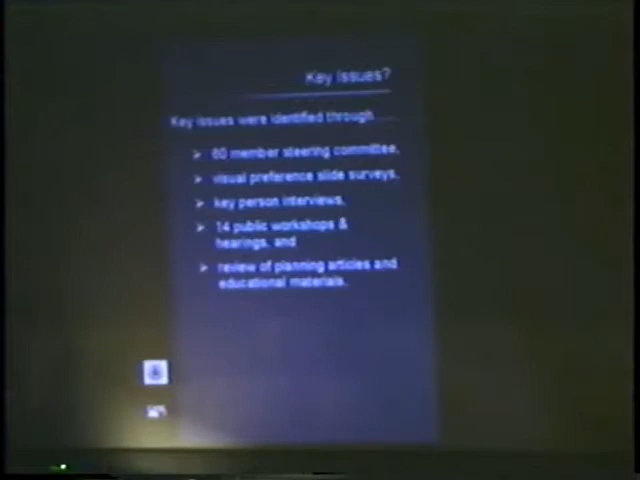 Key Issues?
Key issues were identified through
➢ 60 member steering committee,
➢ visual preference slide surveys,
➢ key person interviews,
➢ 14 public workshops &
hearings, and
➢ review of planning articles and
educational materials.